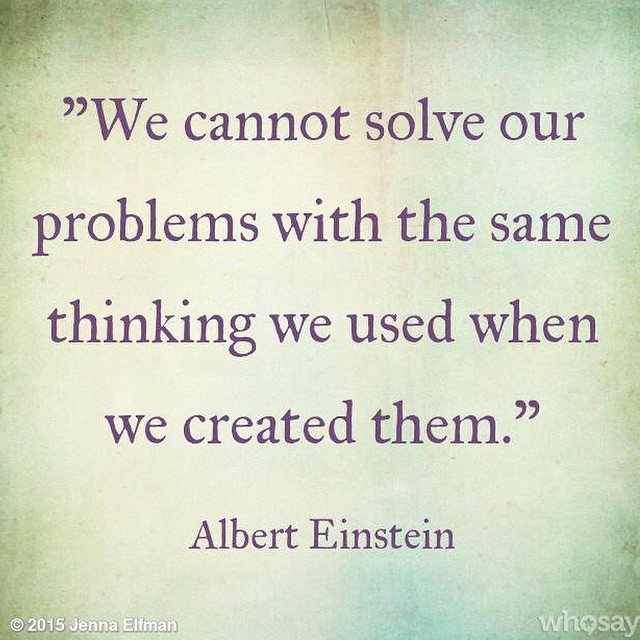 ”We cannot solve our
problems with the same
thinking we used when
we created them.”
Albert Einstein
© 2015 Jenna Elfman
whosay